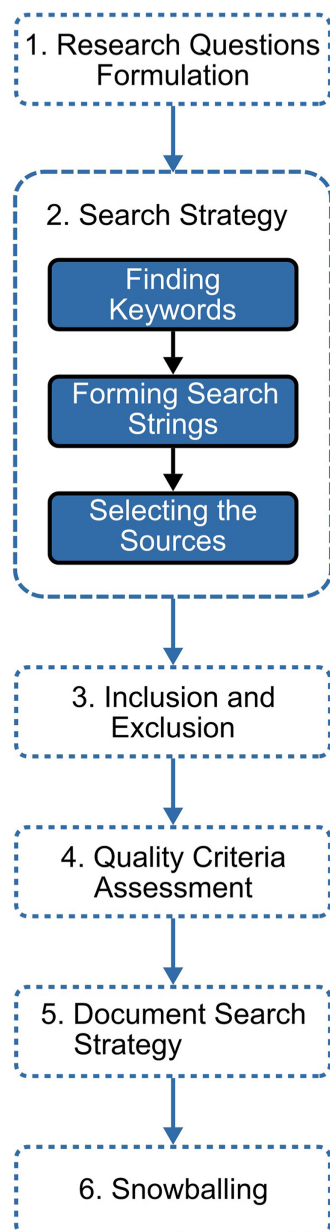 1. Research Questions
Formulation
2. Search Strategy
Finding
Keywords
Forming Search
Strings
Selecting the
Sources
3. Inclusion and
Exclusion
4. Quality Criteria
Assessment
5. Document Search
Strategy
6. Snowballing